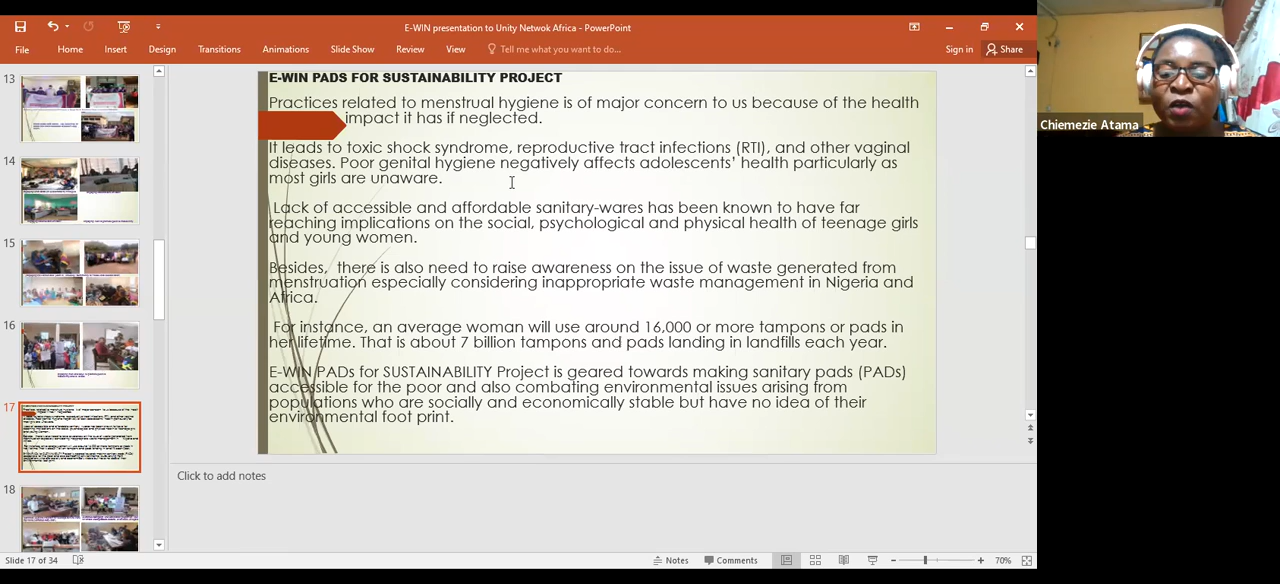 E-WIN presentation to Unity Netwok Africa - PowerPoint
File Home Insert Design Transitions Animations Slide Show Review View Tell me what you want to do... Sign in Share
Chiemezie Atama
13
14
15
16
17
18
E-WIN PADS FOR SUSTAINABILITY PROJECT
Practices related to menstrual hygiene is of major concern to us because of the health
impact it has if neglected.
It leads to toxic shock syndrome, reproductive tract infections (RTI), and other vaginal
diseases. Poor genital hygiene negatively affects adolescents' health particularly as
most girls are unaware.
Lack of accessible and affordable sanitary-wares has been known to have far
reaching implications on the social, psychological and physical health of teenage girls
and young women.
Besides, there is also need to raise awareness on the issue of waste generated from
menstruation especially considering inappropriate waste management in Nigeria and
Africa.
For instance, an average woman will use around 16,000 or more tampons or pads in
her lifetime. That is about 7 billion tampons and pads landing in landfills each year.
E-WIN PADs for SUSTAINABILITY Project is geared towards making sanitary pads (PADs)
accessible for the poor and also combating environmental issues arising from
populations who are socially and economically stable but have no idea of their
environmental foot print.
Click to add notes
Slide 17 of 34 Notes Comments 70%